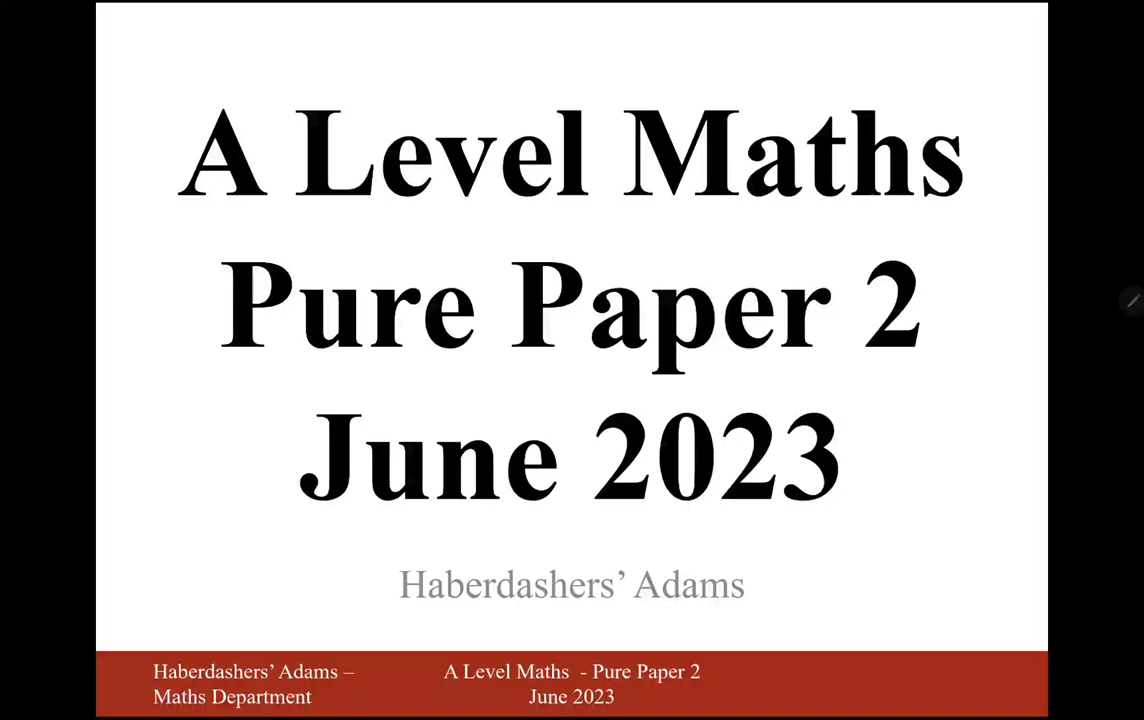 A Level Maths
Pure Paper 2
June 2023
Haberdashers’ Adams
Haberdashers’ Adams –
Maths Department
A Level Maths  - Pure Paper 2
June 2023